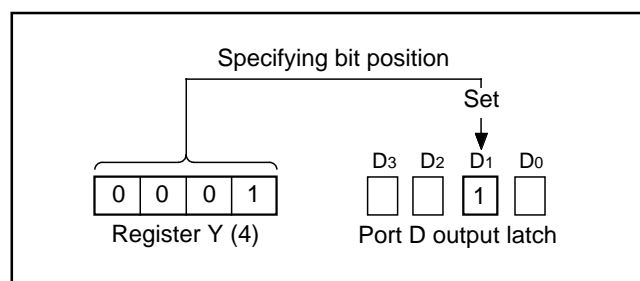 Specifying bit position
Set
D3 D2 D1 D0
0 0 0 1 1
Register Y (4) Port D output latch